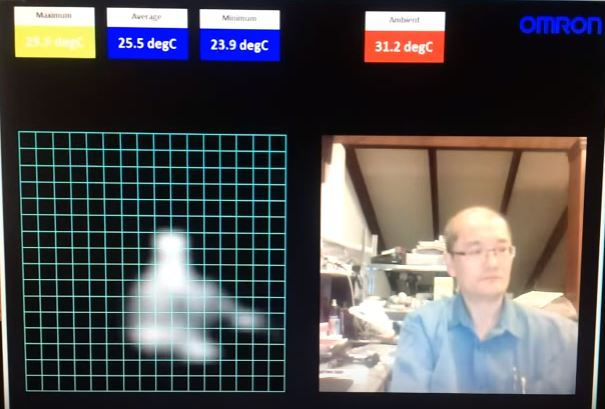 Maximum
Average
Minimum
Ambient
OMRON
25.5 degC
23.9 degC
31.2 degC